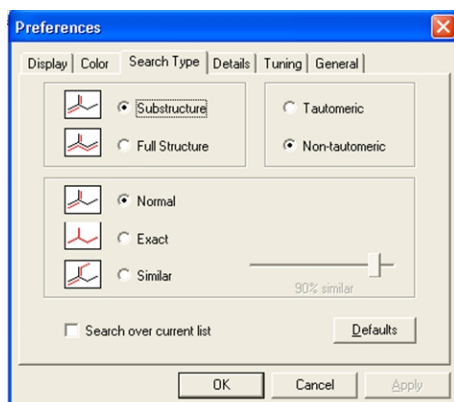 Preferences
Display Color Search Type Details Tuning General
Substructure
Full Structure
Tautomeric
Non-tautomeric
Normal
Exact
Similar
90% similar
Search over current list
Defaults
OK Cancel Apply